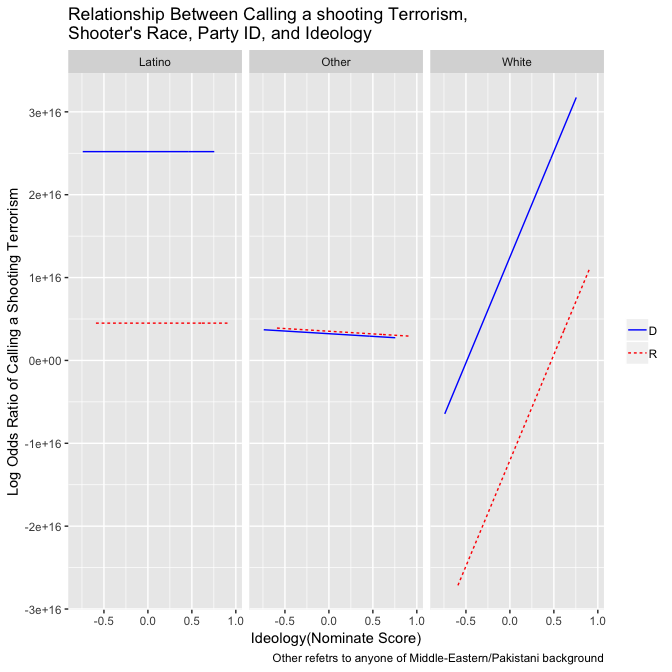 Relationship Between Calling a shooting Terrorism,
Shooter's Race, Party ID, and Ideology
Latino
Other
White
Log Odds Ratio of Calling a Shooting Terrorism
3e+16
2e+16
1e+16
0e+00
-1e+16
-2e+16
-3e+16
-0.5 0.0 0.5 1.0
-0.5 0.0 0.5 1.0
-0.5 0.0 0.5 1.0
Ideology(Nominate Score)
D
R
Other refetrs to anyone of Middle-Eastern/Pakistani background